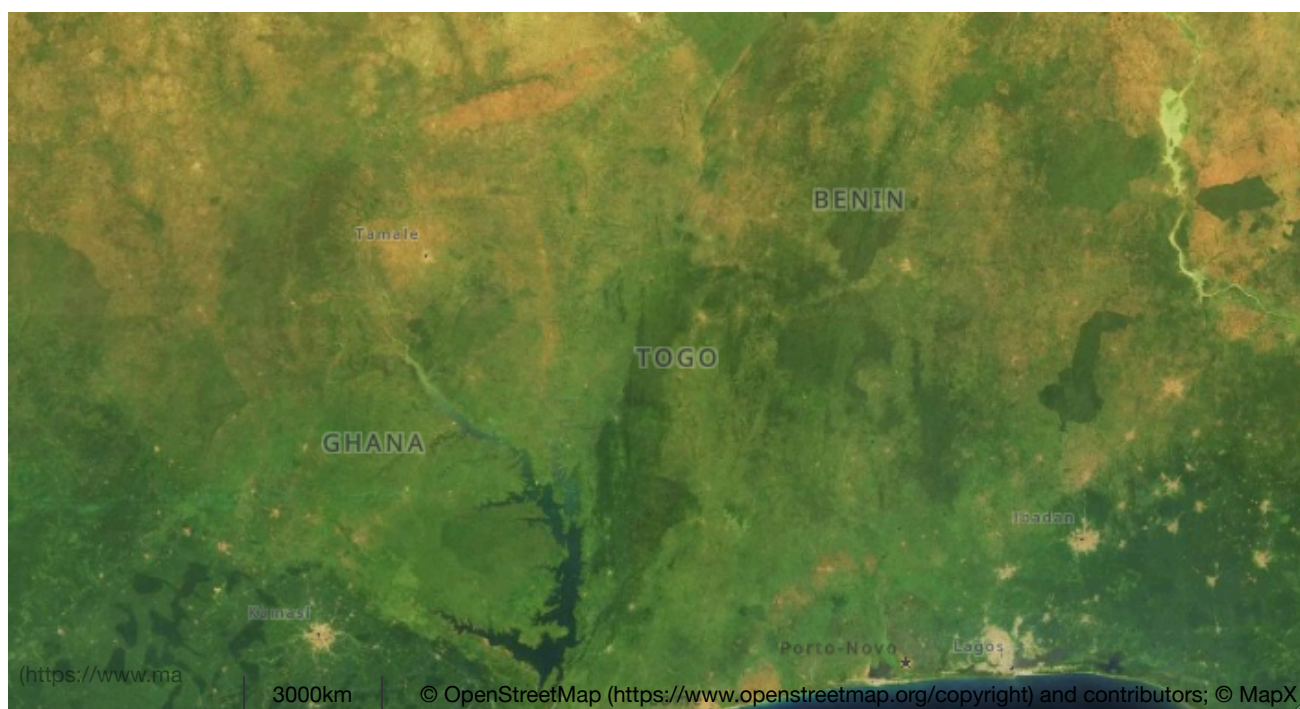 BENIN
Tamale
TOGO
GHANA
Ibadan
Kumasi
Porto-Novo
Lagos
(https://www.ma
3000km
© OpenStreetMap (https://www.openstreetmap.org/copyright) and contributors; © MapX